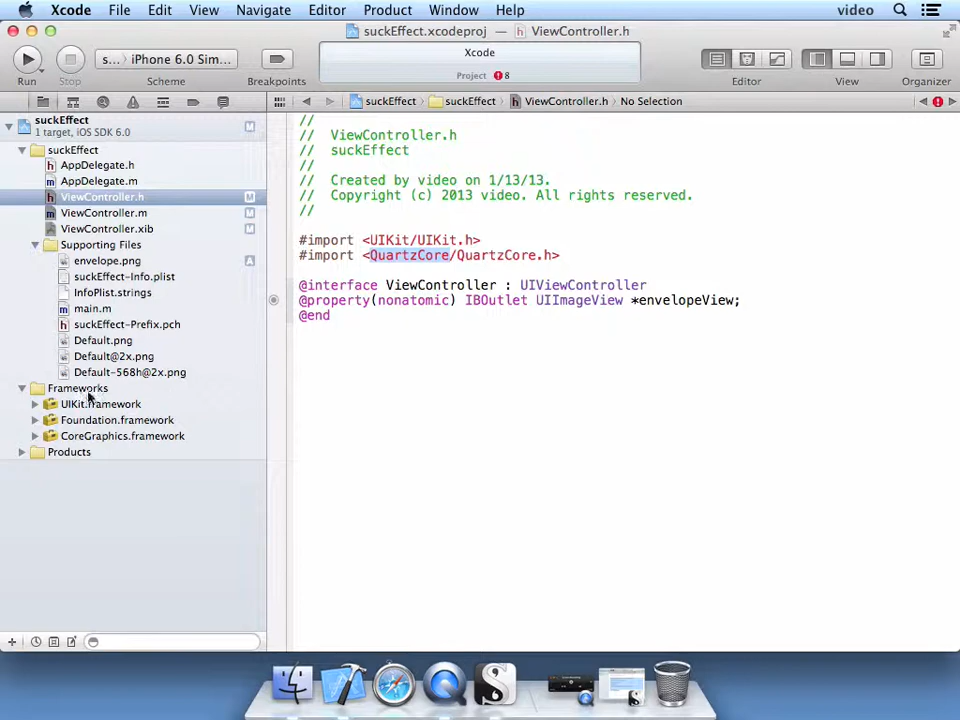 Xcode File Edit View Navigate Editor Product Window Help video
suckEffect.xcodeproj — ViewController.h
s...〉 iPhone 6.0 Sim...
Xcode
Project 8
Run Stop Scheme Breakpoints Editor View Organizer
suckEffect
1 target, iOS SDK 6.0
M
suckEffect
AppDelegate.h
AppDelegate.m
ViewController.h M
ViewController.m M
ViewController.xib M
Supporting Files
envelope.png A
suckEffect-Info.plist
InfoPlist.strings
main.m
suckEffect-Prefix.pch
Default.png
Default@2x.png
Default-568h@2x.png
Frameworks
UIKit.framework
Foundation.framework
CoreGraphics.framework
Products
suckEffect 〉 suckEffect 〉 ViewController.h 〉 No Selection
//
// ViewController.h
// suckEffect
//
// Created by video on 1/13/13.
// Copyright (c) 2013 video. All rights reserved.
//
#import <UIKit/UIKit.h>
#import <QuartzCore/QuartzCore.h>
@interface ViewController : UIViewController
@property(nonatomic) IBOutlet UIImageView *envelopeView;
@end